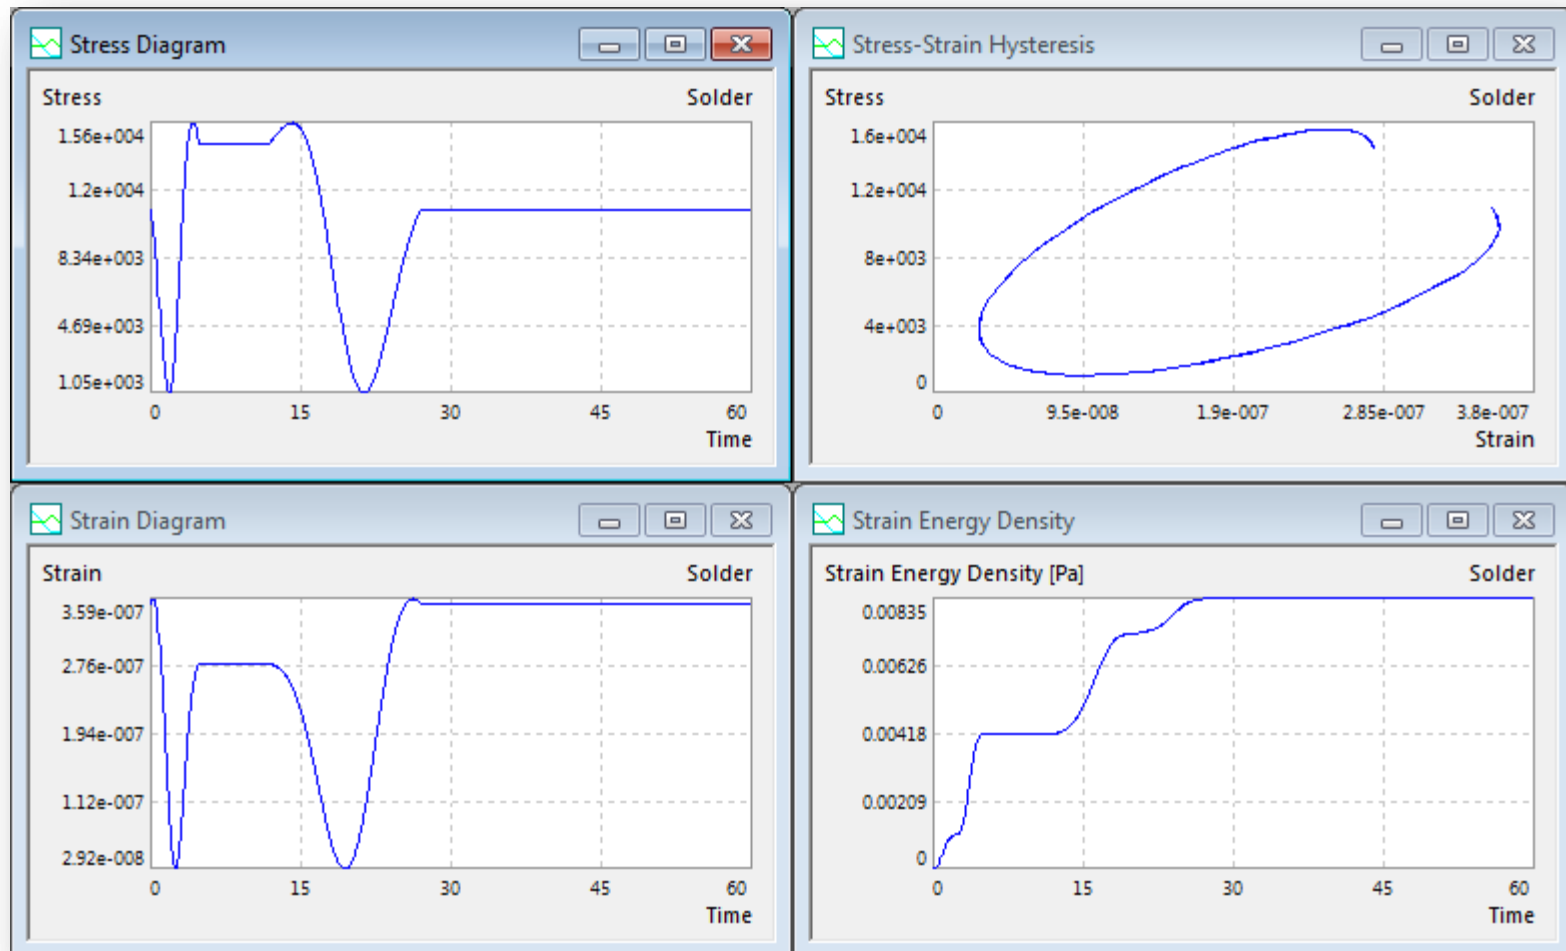 Stress Diagram
Stress Solder
1.56e+004
1.2e+004
8.34e+003
4.69e+003
1.05e+003
0 15 30 45 60
Time
Stress-Strain Hysteresis
Stress Solder
1.6e+004
1.2e+004
8e+003
4e+003
0
0 9.5e-008 1.9e-007 2.85e-007 3.8e-007
Strain
Strain Diagram
Strain Solder
3.59e-007
2.76e-007
1.94e-007
1.12e-007
2.92e-008
0 15 30 45 60
Time
Strain Energy Density
Strain Energy Density [Pa] Solder
0.00835
0.00626
0.00418
0.00209
0
0 15 30 45 60
Time